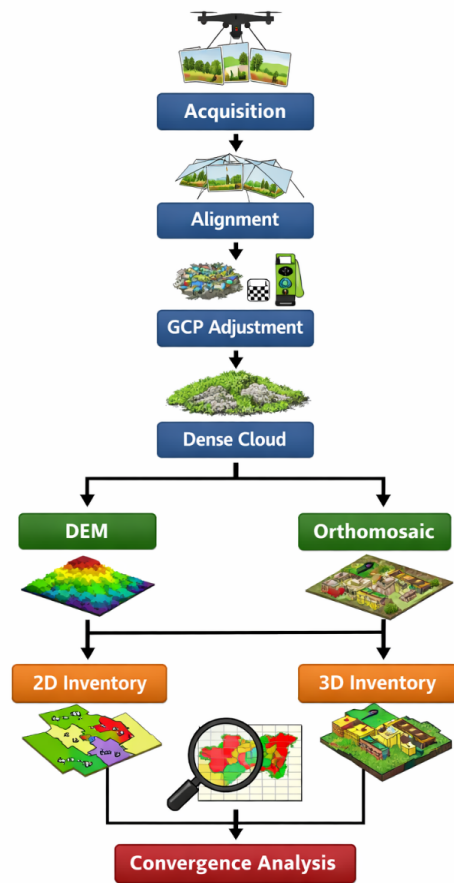 Acquisition
Alignment
GCP Adjustment
Dense Cloud
DEM
Orthomosaic
2D Inventory
3D Inventory
Convergence Analysis